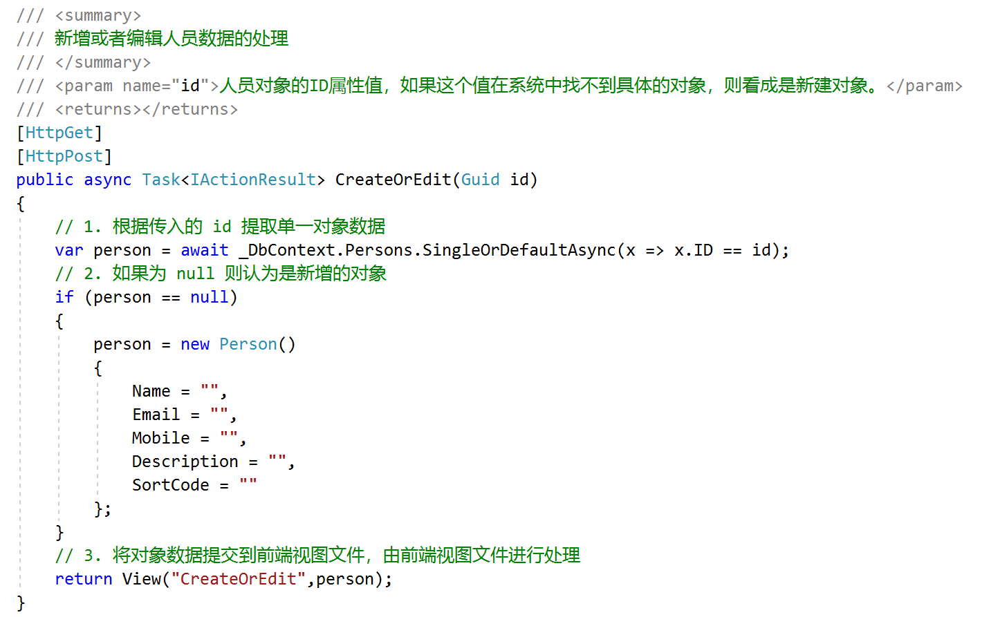 /// <summary>
/// 新增或者编辑人员数据的处理
/// </summary>
/// <param name="id">人员对象的ID属性值，如果这个值在系统中找不到具体的对象，则看成是新建对象。</param>
/// <returns></returns>
[HttpGet]
[HttpPost]
public async Task<IActionResult> CreateOrEdit(Guid id)
{
    // 1. 根据传入的 id 提取单一对象数据
    var person = await _DbContext.Persons.SingleOrDefaultAsync(x => x.ID == id);
    // 2. 如果为 null 则认为是新增的对象
    if (person == null)
    {
        person = new Person()
        {
            Name = "",
            Email = "",
            Mobile = "",
            Description = "",
            SortCode = ""
        };
    }
    // 3. 将对象数据提交到前端视图文件，由前端视图文件进行处理
    return View("CreateOrEdit",person);
}